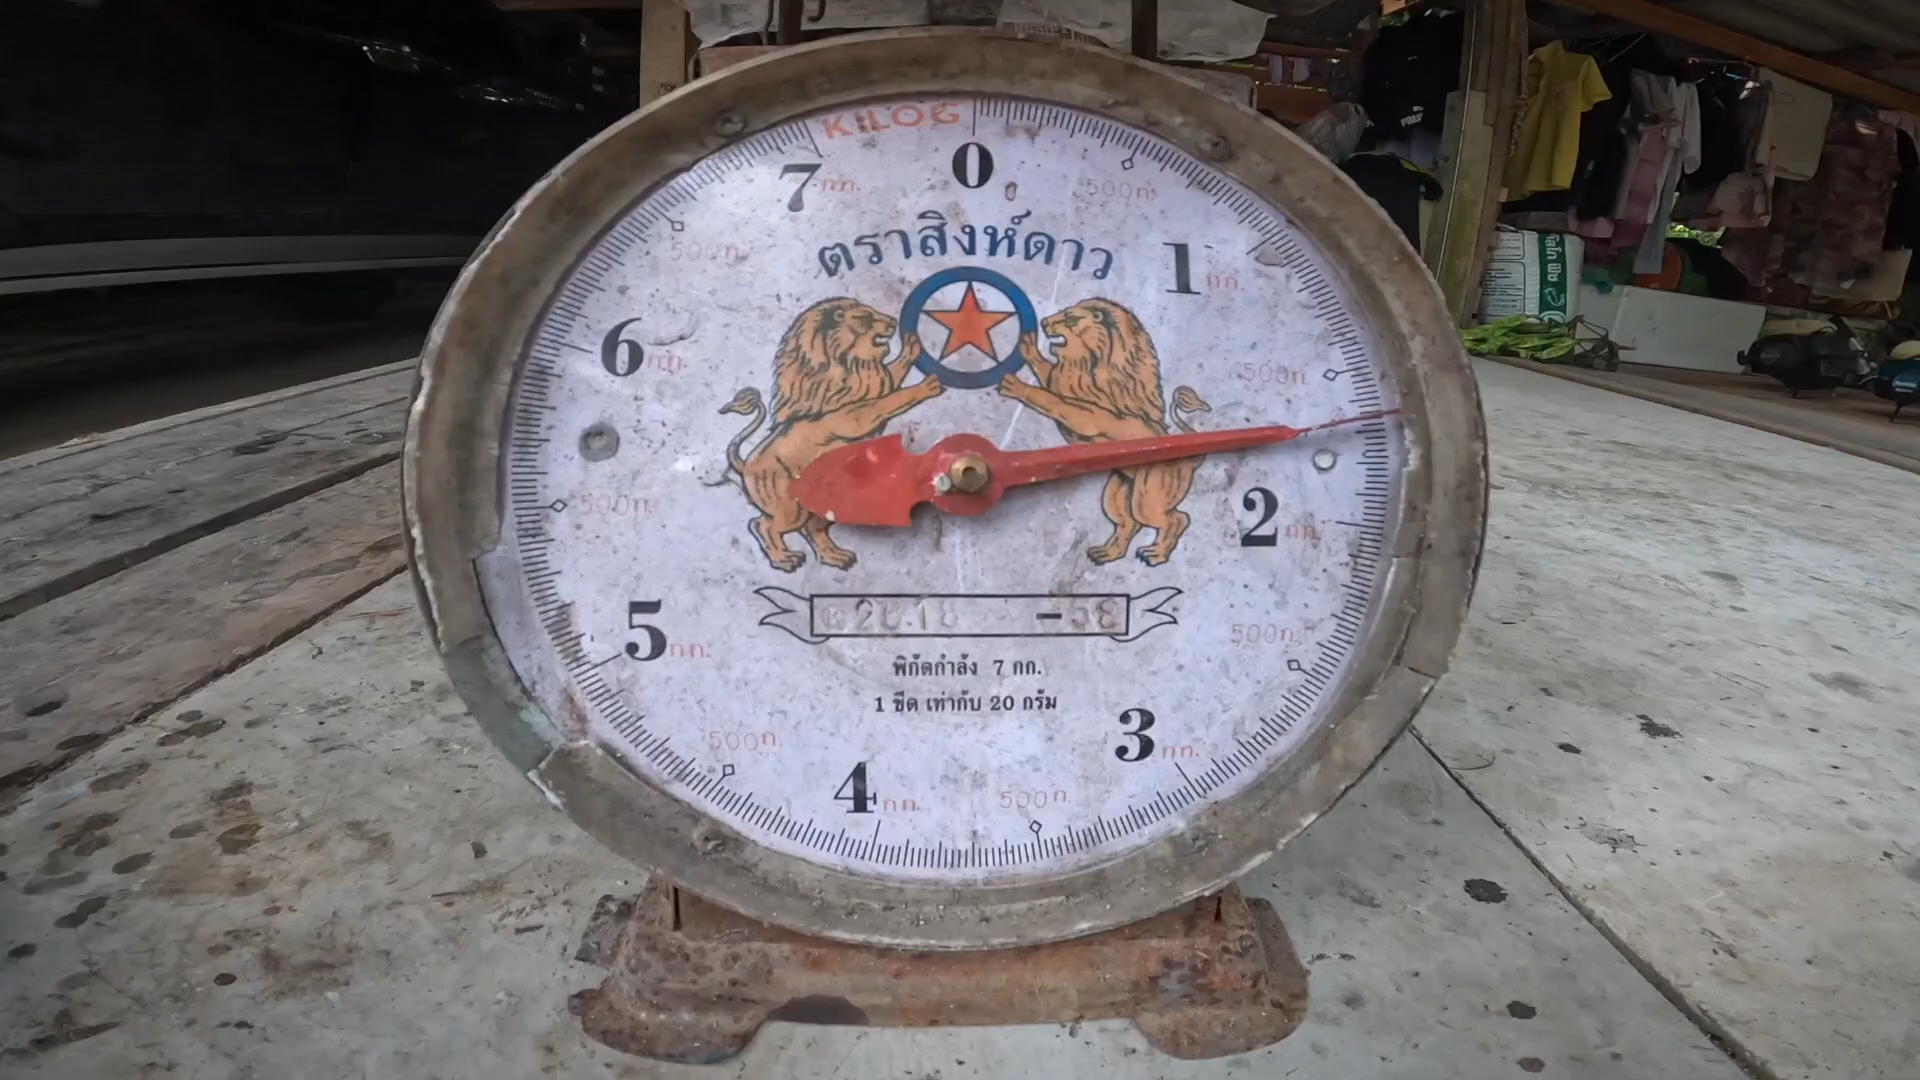 KILOG
7 กก.
0
500ก.
500ก.
ตราสิงห์ดาว
1 กก.
6 กก.
500ก.
500ก.
2 กก.
5 กก.
500ก.
พิกัดกำลัง 7 กก.
1 ขีด เท่ากับ 20 กรัม
3 กก.
500ก.
4 กก.
500ก.